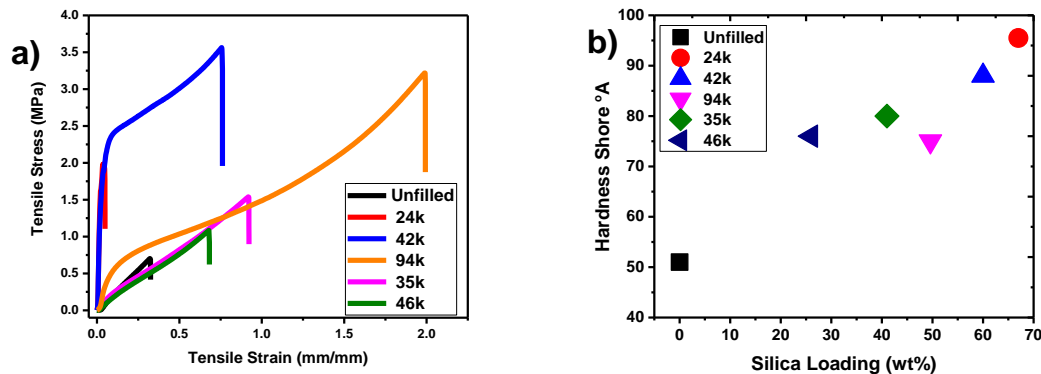 a)
4.0
3.5
3.0
2.5
2.0
1.5
1.0
0.5
0.0
Tensile Stress (MPa)
Unfilled
24k
42k
94k
35k
46k
0.0 0.5 1.0 1.5 2.0
Tensile Strain (mm/mm)
b)
100
90
80
70
60
50
40
Hardness Shore °A
Unfilled
24k
42k
94k
35k
46k
0 10 20 30 40 50 60 70
Silica Loading (wt%)